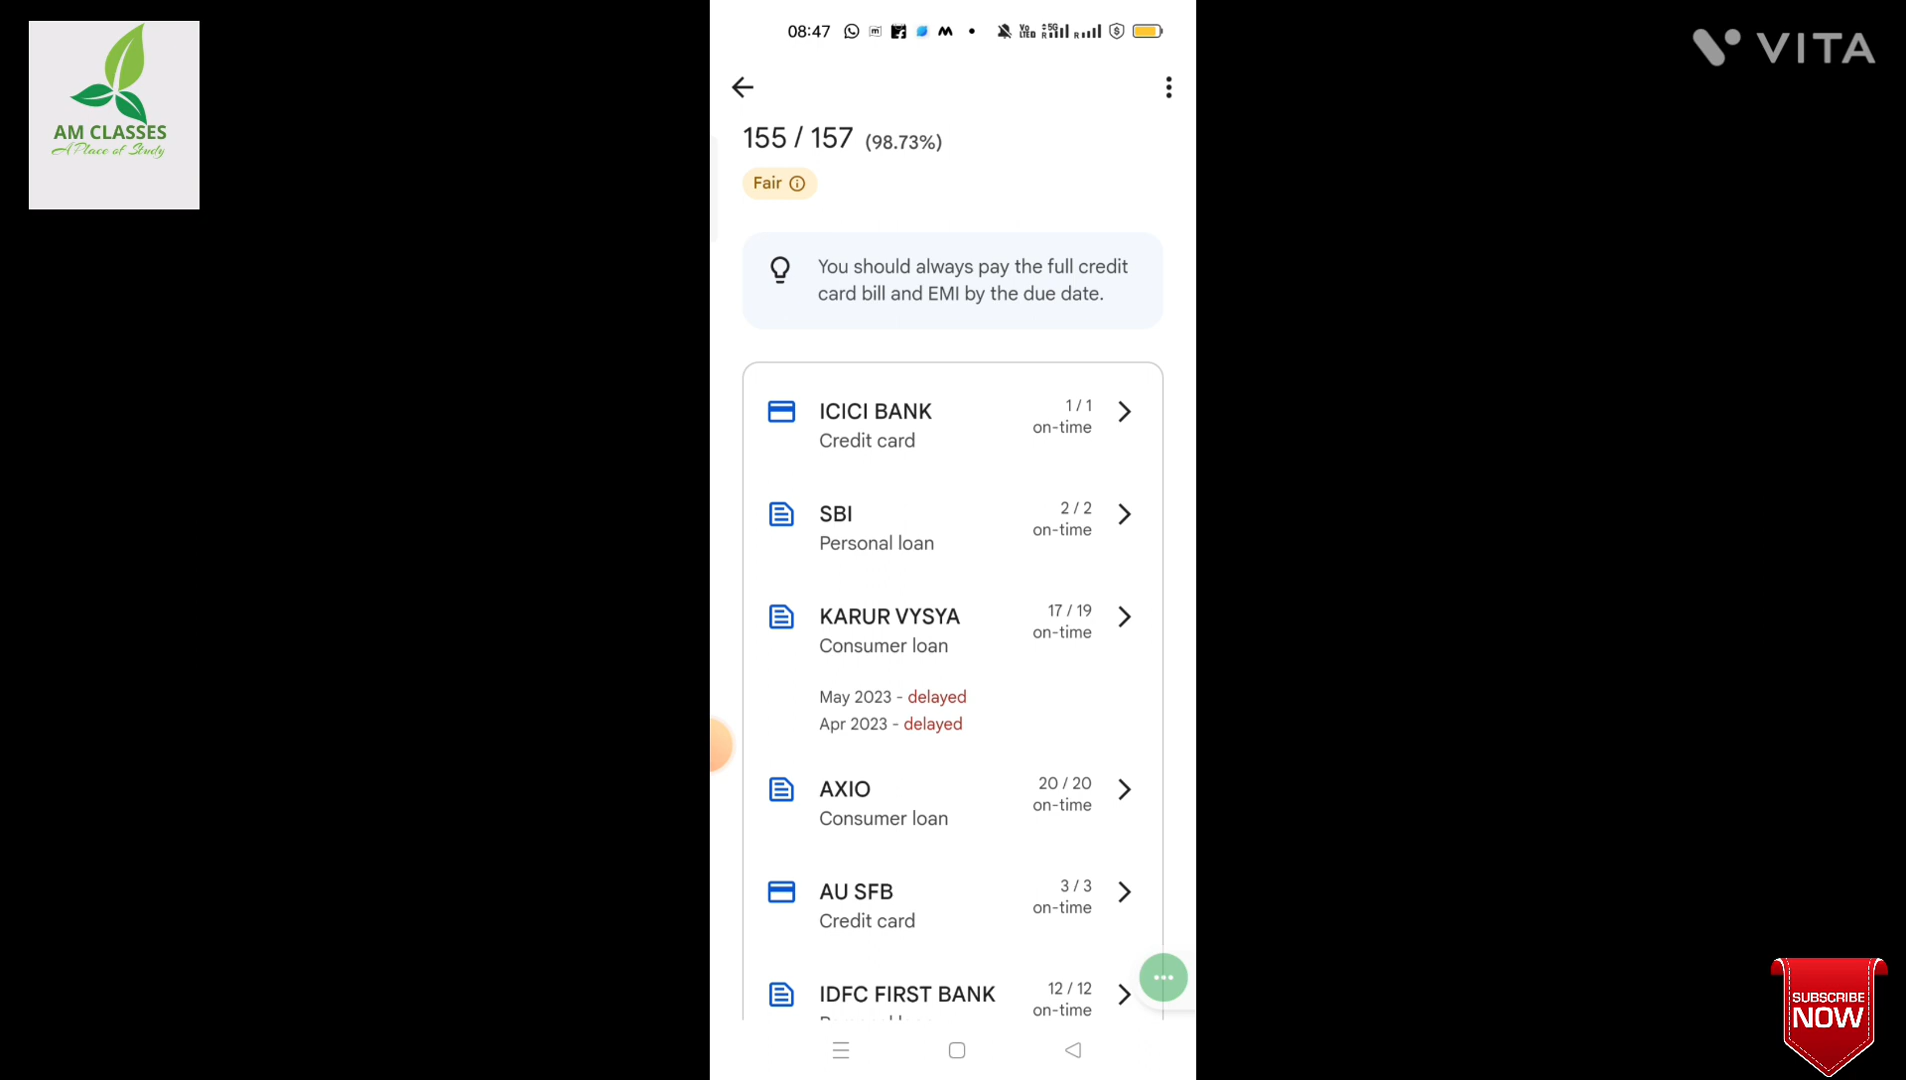 AM CLASSES
A Place of Study
VITA
08:47
155 / 157 (98.73%)
Fair
You should always pay the full credit
card bill and EMI by the due date.
ICICI BANK
Credit card
1 / 1
on-time
SBI
Personal loan
2 / 2
on-time
KARUR VYSYA
Consumer loan
17 / 19
on-time
May 2023 - delayed
Apr 2023 - delayed
AXIO
Consumer loan
20 / 20
on-time
AU SFB
Credit card
3 / 3
on-time
IDFC FIRST BANK
12 / 12
on-time
SUBSCRIBE
NOW